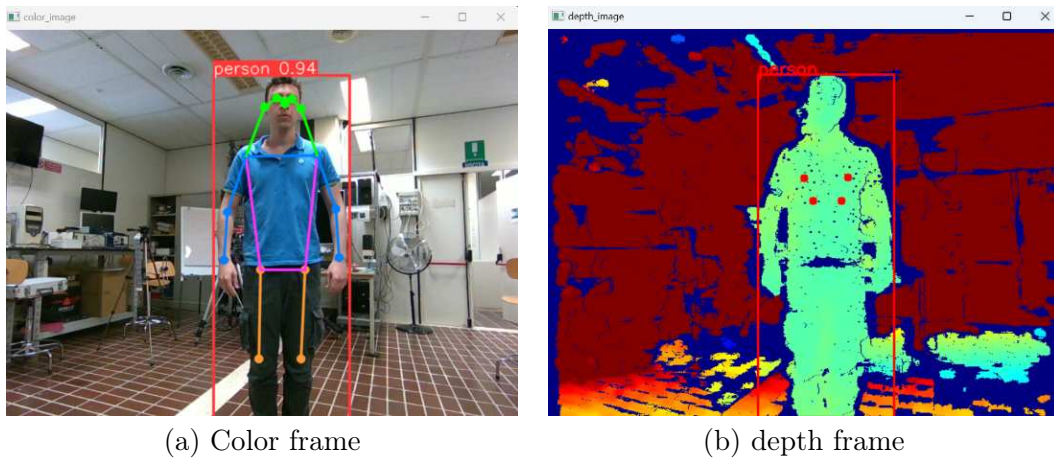 color_image
depth_image
person 0.94
person
(a) Color frame
(b) depth frame